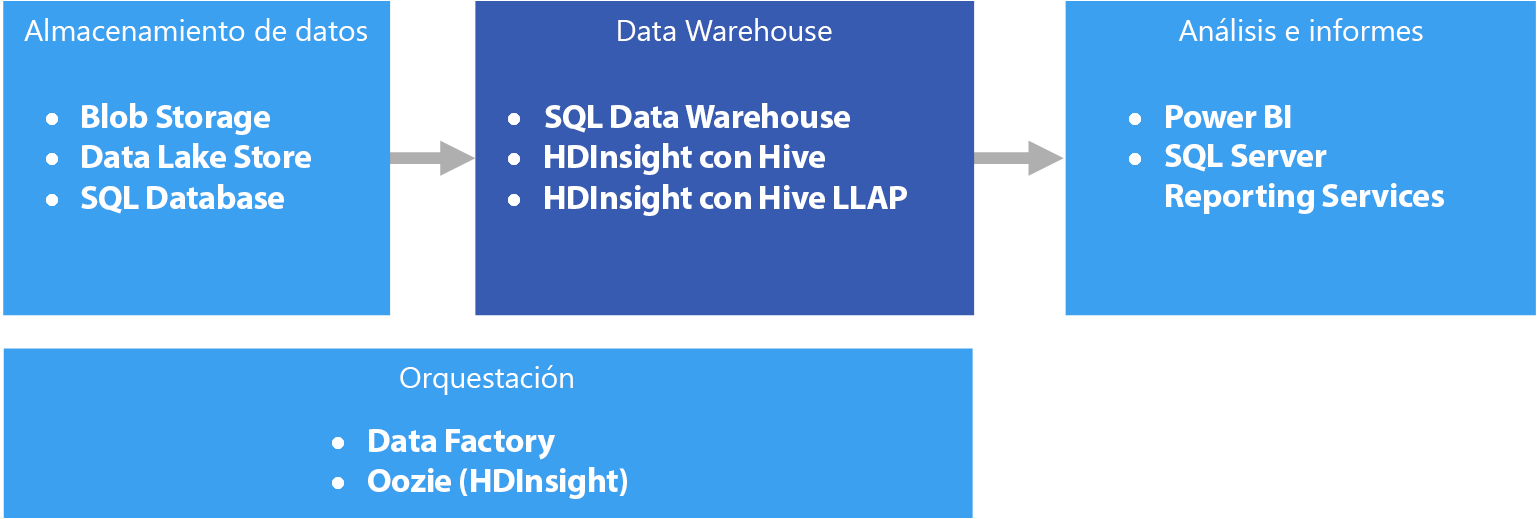 Almacenamiento de datos
• Blob Storage
• Data Lake Store
• SQL Database
Data Warehouse
• SQL Data Warehouse
• HDInsight con Hive
• HDInsight con Hive LLAP
Análisis e informes
• Power BI
• SQL Server
Reporting Services
Orquestación
• Data Factory
• Oozie (HDInsight)